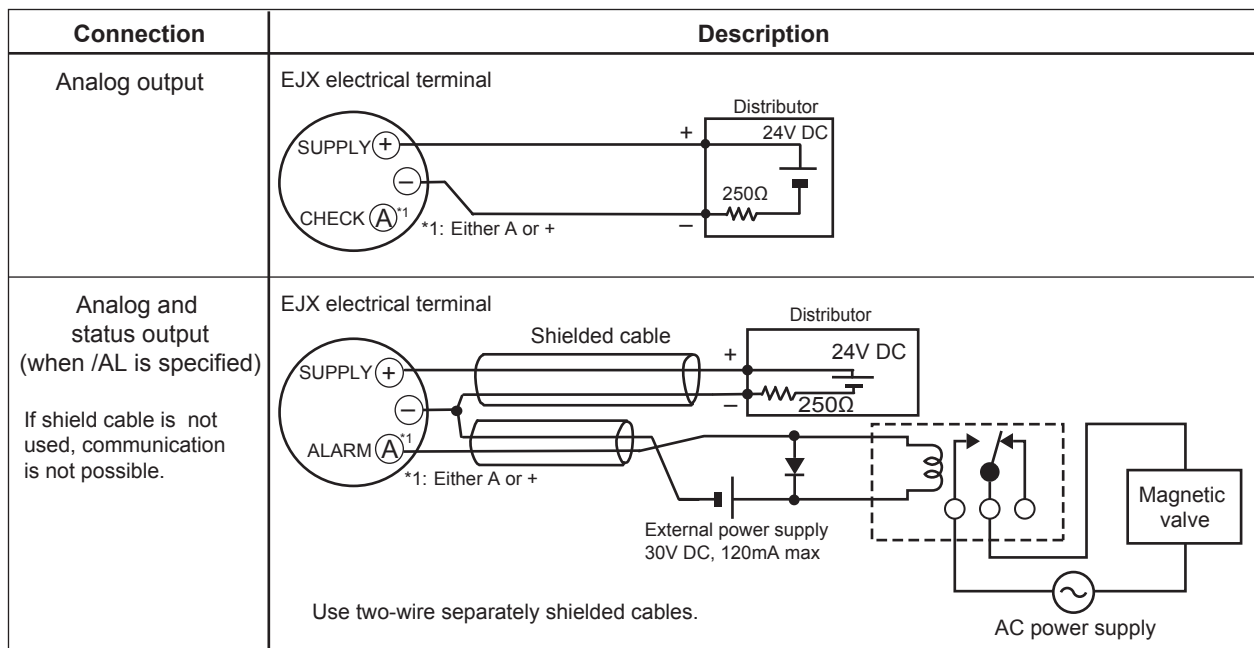 Connection
Description
Analog output
EJX electrical terminal
Distributor
SUPPLY +
+
24V DC
−
250Ω
CHECK A*1
*1: Either A or +
−
Analog and
status output
(when /AL is specified)
If shield cable is not
used, communication
is not possible.
EJX electrical terminal
Shielded cable
Distributor
SUPPLY +
+
24V DC
−
−
250Ω
ALARM A*1
*1: Either A or +
External power supply
30V DC, 120mA max
Magnetic
valve
Use two-wire separately shielded cables.
AC power supply